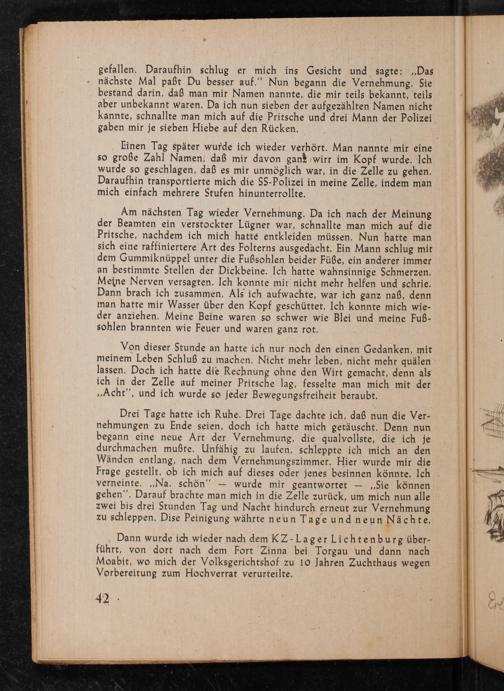 gefallen. Daraufhin schlug er mich ins Gesicht und sagte: „Das
nächste Mal paßt Du besser auf.“ Nun begann die Vernehmung. Sie
bestand darin, daß man mir Namen nannte, die mir teils bekannt, teils
aber unbekannt waren. Da ich nun sieben der aufgezählten Namen nicht
kannte, schnallte man mich auf die Pritsche und drei Mann der Polizei
gaben mir je sieben Hiebe auf den Rücken.
Einen Tag später wurde ich wieder verhört. Man nannte mir eine
so große Zahl Namen, daß mir davon ganz wirr im Kopf wurde. Ich
wurde so geschlagen, daß es mir unmöglich war, in die Zelle zu gehen.
Daraufhin transportierte mich die SS-Polizei in meine Zelle, indem man
mich einfach mehrere Stufen hinunterrollte.
Am nächsten Tag wieder Vernehmung. Da ich nach der Meinung
der Beamten ein verstockter Lügner war, schnallte man mich auf die
Pritsche, nachdem ich mich hatte entkleiden müssen. Nun hatte man
sich eine raffiniertere Art des Folterns ausgedacht. Ein Mann schlug mit
dem Gummiknüppel unter die Fußsohlen beider Füße, ein anderer immer
an bestimmte Stellen der Dickbeine. Ich hatte wahnsinnige Schmerzen.
Meine Nerven versagten. Ich konnte mir nicht mehr helfen und schrie.
Dann brach ich zusammen. Als ich aufwachte, war ich ganz naß, denn
man hatte mir Wasser über den Kopf geschüttet. Ich konnte mich wie-
der anziehen. Meine Beine waren so schwer wie Blei und meine Fuß-
sohlen brannten wie Feuer und waren ganz rot.
Von dieser Stunde an hatte ich nur noch den einen Gedanken, mit
meinem Leben Schluß zu machen. Nicht mehr leben, nicht mehr quälen
lassen. Doch ich hatte die Rechnung ohne den Wirt gemacht, denn als
ich in der Zelle auf meiner Pritsche lag, fesselte man mich mit der
„Acht“, und ich wurde so jeder Bewegungsfreiheit beraubt.
Drei Tage hatte ich Ruhe. Drei Tage dachte ich, daß nun die Ver-
nehmungen zu Ende seien, doch ich hatte mich getäuscht. Denn nun
begann eine neue Art der Vernehmung, die qualvollste, die ich je
durchmachen mußte. Unfähig zu laufen, schleppte ich mich an den
Wänden entlang, nach dem Vernehmungszimmer. Hier wurde mir die
Frage gestellt, ob ich mich auf dieses oder jenes besinnen könnte. Ich
verneinte. „Na. schön“ — wurde mir geantwortet — „Sie können
gehen“. Darauf brachte man mich in die Zelle zurück, um mich nun alle
zwei bis drei Stunden Tag und Nacht hindurch erneut zur Vernehmung
zu schleppen. Dise Peinigung währte neun Tage und neun Nächte.
Dann wurde ich wieder nach dem KZ-Lager Lichtenburg über-
führt, von dort nach dem Fort Zinna bei Torgau und dann nach
Moabit, wo mich der Volksgerichtshof zu 10 Jahren Zuchthaus wegen
Vorbereitung zum Hochverrat verurteilte.
42